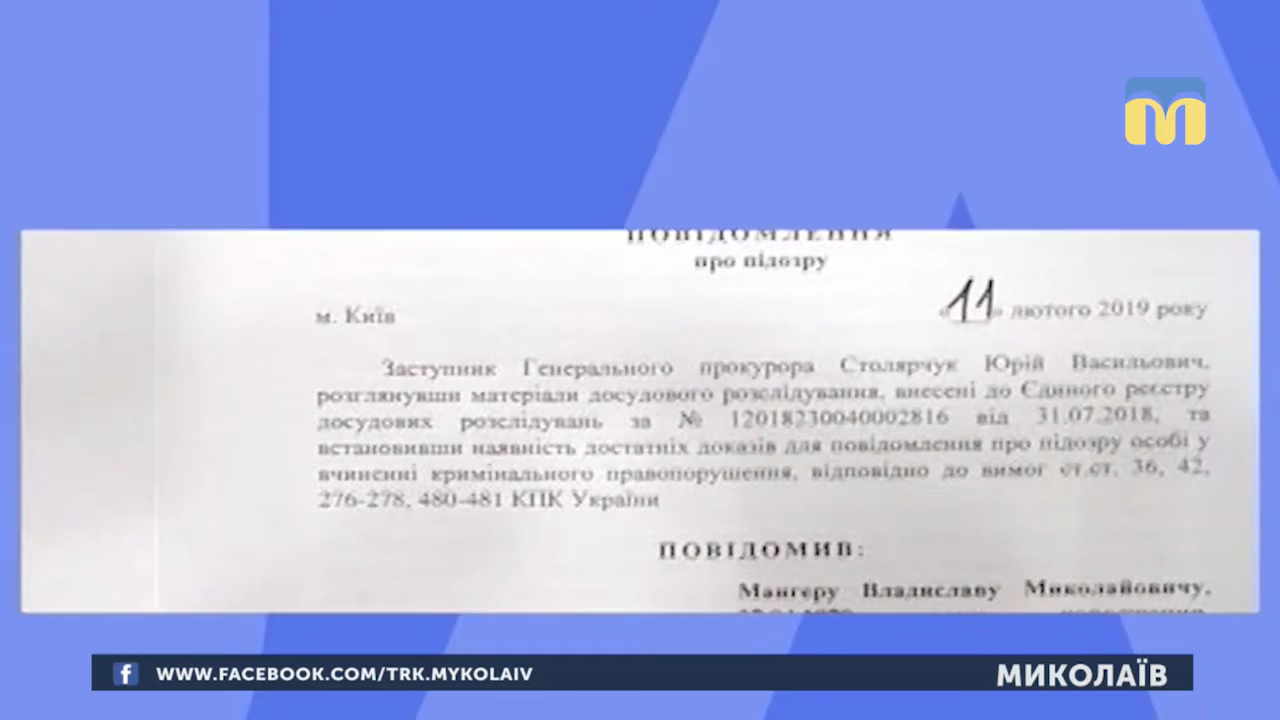 ПОВІДОМЛЕННЯ
про підозру
м. Київ
«11» лютого 2019 року
Заступник Генерального прокурора Столярчук Юрій Васильович,
розглянувши матеріали досудового розслідування, внесені до Єдиного реєстру
досудових розслідувань за № 12018230040002816 від 31.07.2018, та
встановивши наявність достатніх доказів для повідомлення про підозру особі у
вчиненні кримінального правопорушення, відповідно до вимог ст.ст. 36, 42,
276-278, 480-481 КПК України
ПОВІДОМИВ:
Мангеру Владиславу Миколайовичу,
WWW.FACEBOOK.COM/TRK.MYKOLAIV
МИКОЛАЇВ